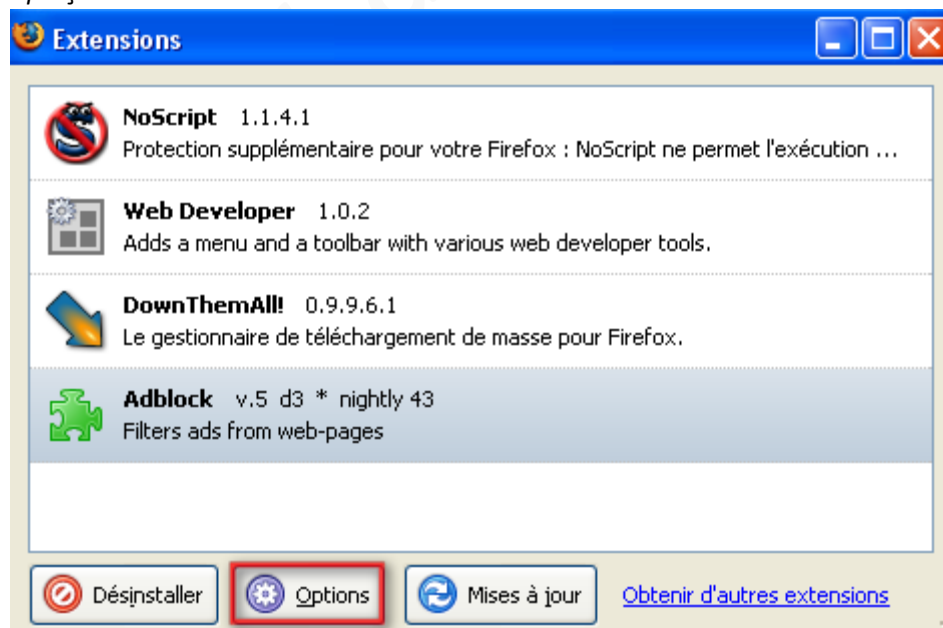 Extensions
NoScript 1.1.4.1
Protection supplémentaire pour votre Firefox : NoScript ne permet l'exécution ...
Web Developer 1.0.2
Adds a menu and a toolbar with various web developer tools.
DownThemAll! 0.9.9.6.1
Le gestionnaire de téléchargement de masse pour Firefox.
Adblock v.5 d3 * nightly 43
Filters ads from web-pages
Désinstaller Options Mises à jour Obtenir d'autres extensions